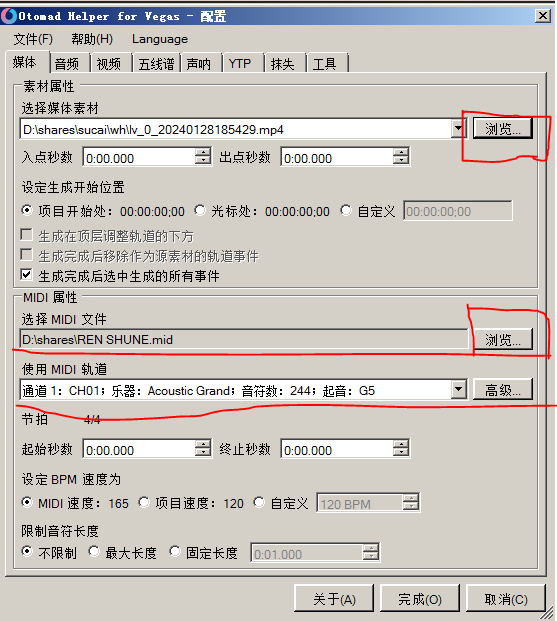 Otomad Helper for Vegas - 配置
文件(F) 帮助(H) Language
媒体 音频 视频 五线谱 声呐 YTP 抹失 工具
素材属性
选择媒体素材
D:\shares\sucai\wh\lv_0_20240128185429.mp4 浏览...
入点秒数 0:00.000 出点秒数 0:00.000
设定生成开始位置
项目开始处：00:00:00;00 光标处：00:00:00;00 自定义 00:00:00;00
生成在顶层调整轨道的下方
生成完成后移除作为源素材的轨道事件
生成完成后选中生成的所有事件
MIDI 属性
选择 MIDI 文件
D:\shares\REN SHUNE.mid 浏览...
使用 MIDI 轨道
通道 1：CH01；乐器：Acoustic Grand；音符数：244；起音：G5 高级...
节拍 4/4
起始秒数 0:00.000 终止秒数 0:00.000
设定 BPM 速度为
MIDI 速度：165 项目速度：120 自定义 120 BPM
限制音符长度
不限制 最大长度 固定长度 0:01.000
关于(A) 完成(O) 取消(C)